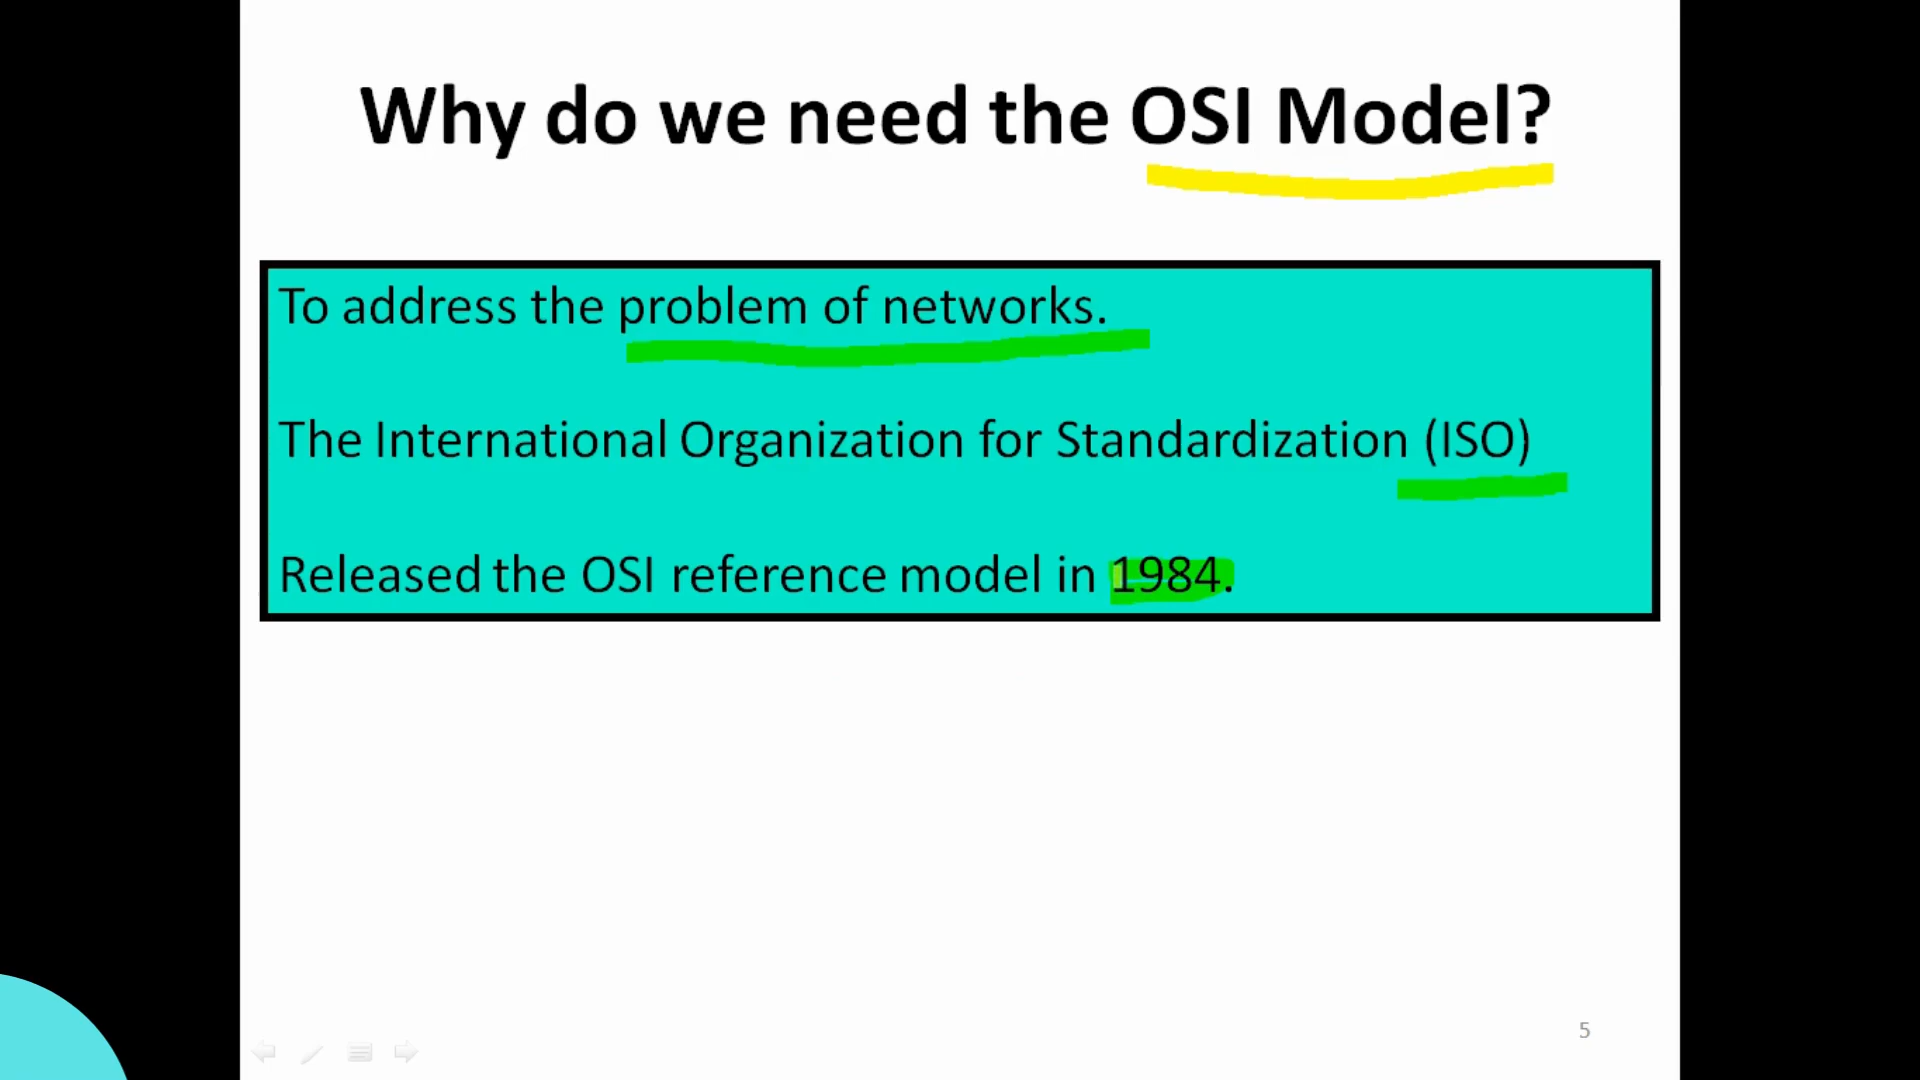 Why do we need the OSI Model?
To address the problem of networks.
The International Organization for Standardization (ISO)
Released the OSI reference model in 1984.
5